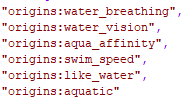 "origins:water_breathing",
"origins:water_vision",
"origins:aqua_affinity",
"origins:swim_speed",
"origins:like_water",
"origins:aquatic"